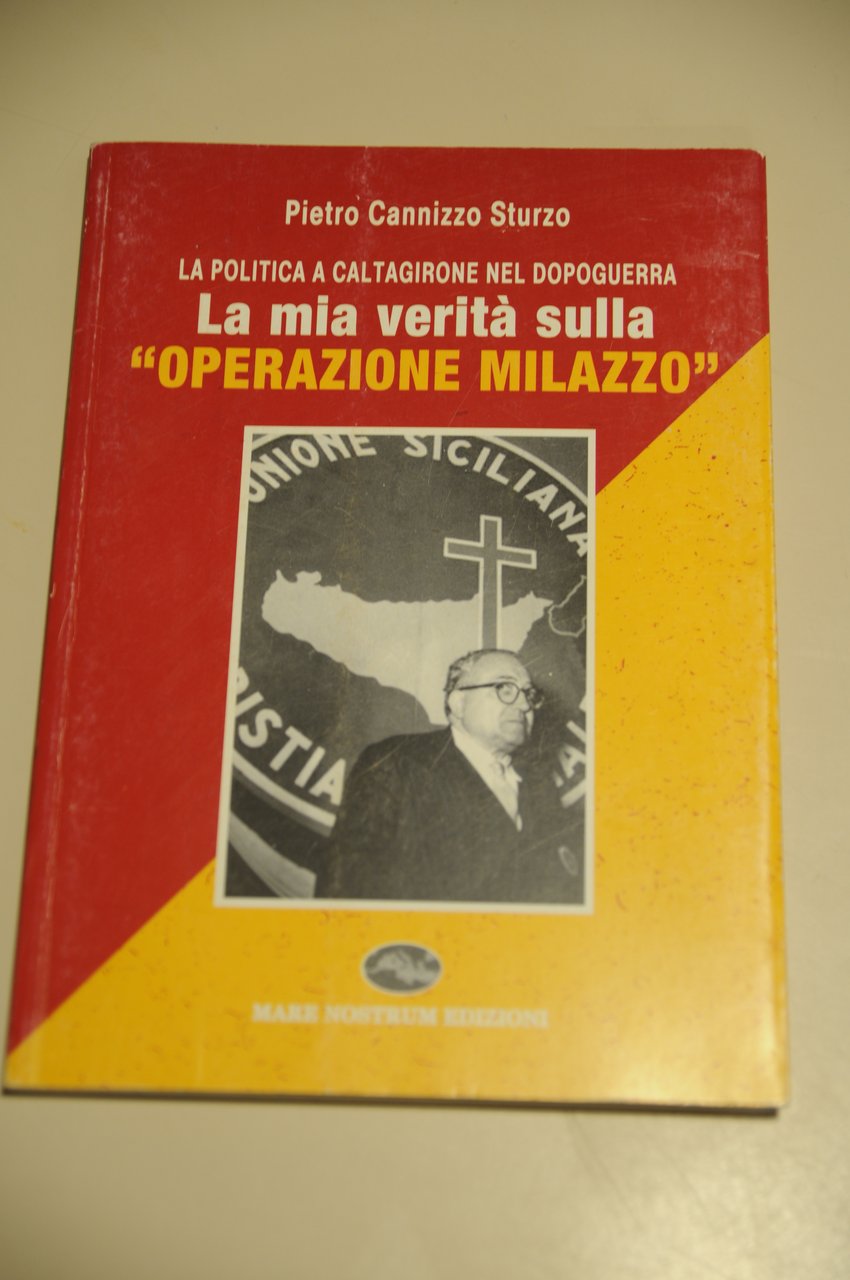 Pietro Cannizzo Sturzo
LA POLITICA A CALTAGIRONE NEL DOPOGUERRA
La mia verità sulla
“OPERAZIONE MILAZZO”
UNIONE SICILIANA
RISTIA
MARE NOSTRUM EDIZIONI